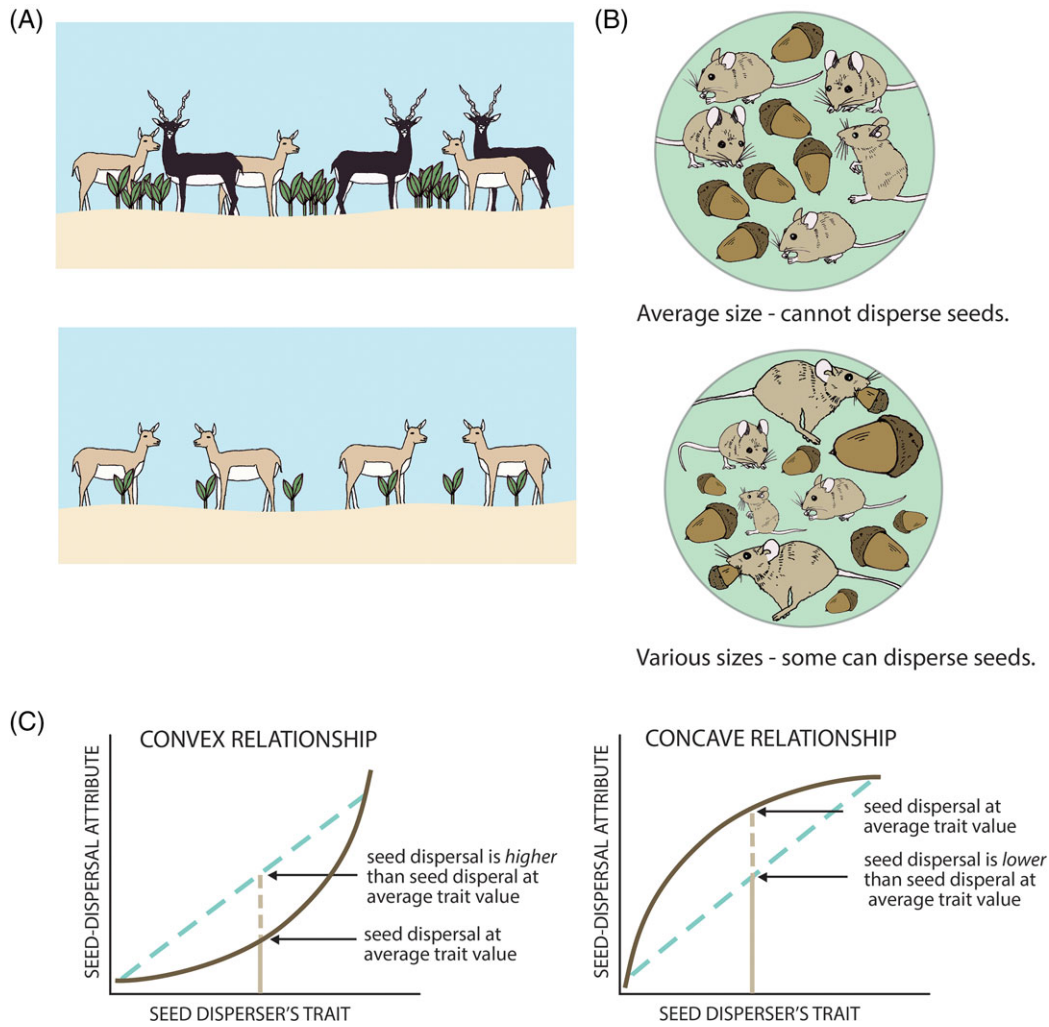 (A)
(B)
Average size - cannot disperse seeds.
Various sizes - some can disperse seeds.
(C)
CONVEX RELATIONSHIP
SEED-DISPERSAL ATTRIBUTE
seed dispersal is higher
than seed disperal at
average trait value
seed dispersal at
average trait value
SEED DISPERSER'S TRAIT
CONCAVE RELATIONSHIP
SEED-DISPERSAL ATTRIBUTE
seed dispersal at
average trait value
seed dispersal is lower
than seed disperal at
average trait value
SEED DISPERSER'S TRAIT